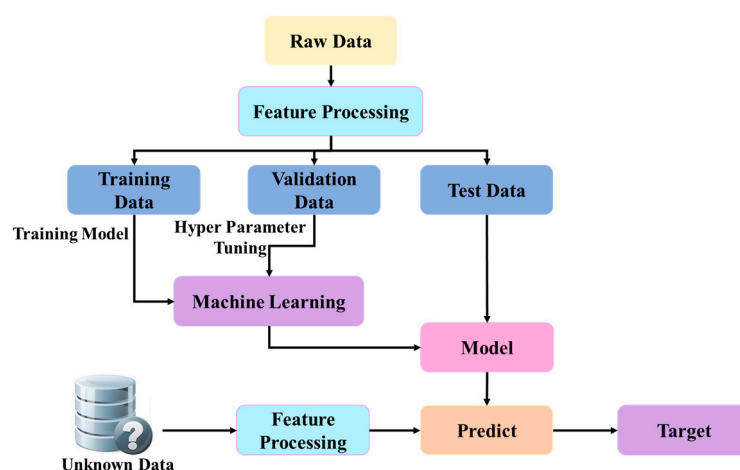 Raw Data
Feature Processing
Training
Data
Validation
Data
Test Data
Training Model
Hyper Parameter
Tuning
Machine Learning
Model
?
Unknown Data
Feature
Processing
Predict
Target